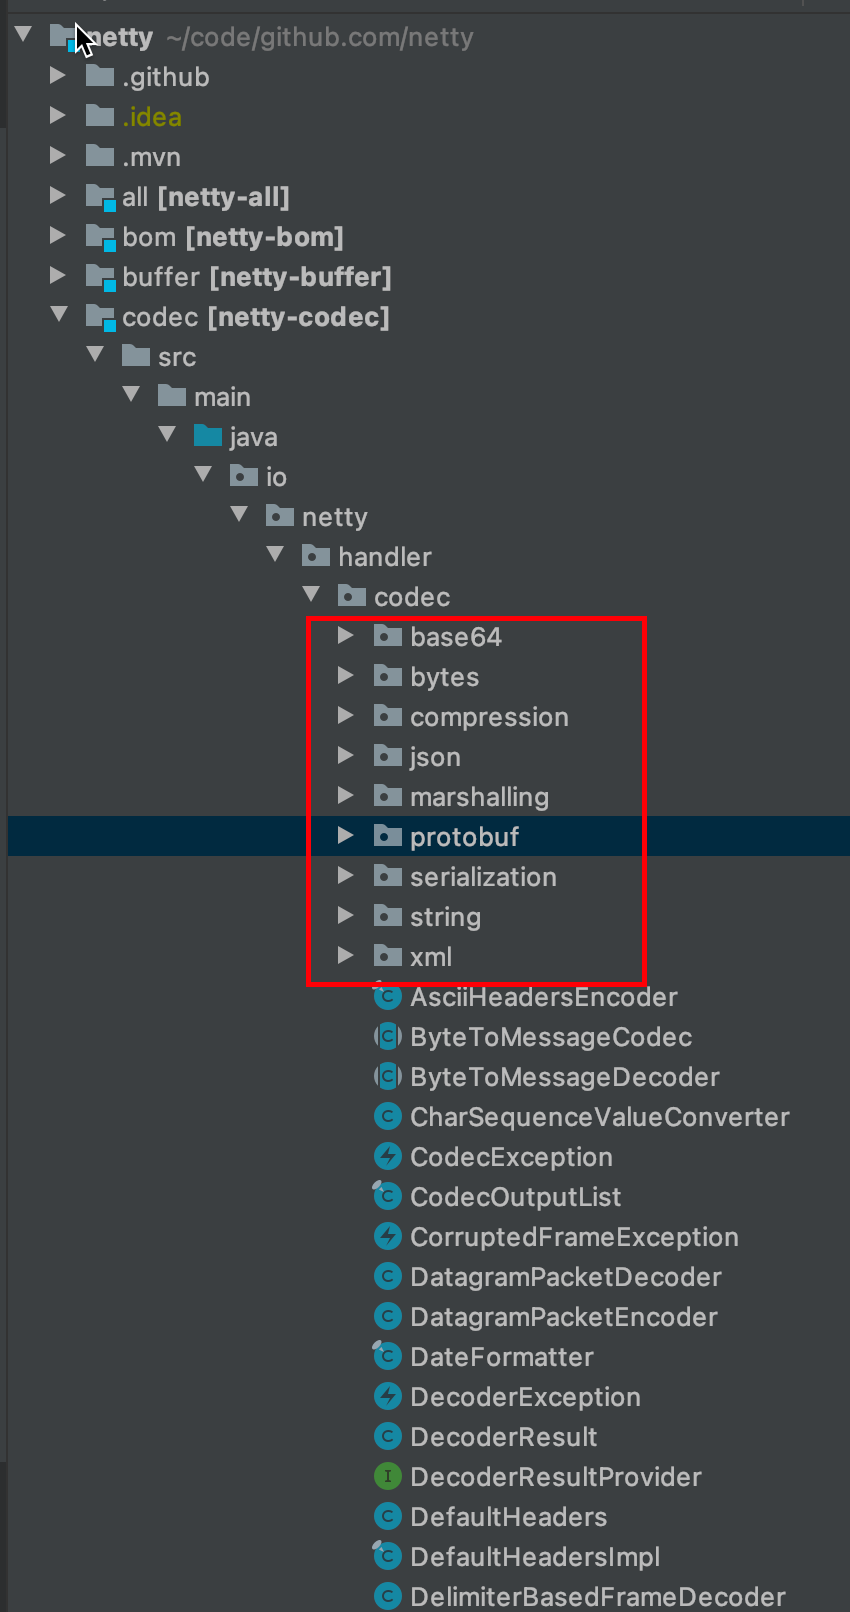 netty ~/code/github.com/netty
.github
.idea
.mvn
all [netty-all]
bom [netty-bom]
buffer [netty-buffer]
codec [netty-codec]
src
main
java
io
netty
handler
codec
base64
bytes
compression
json
marshalling
protobuf
serialization
string
xml
AsciiHeadersEncoder
ByteToMessageCodec
ByteToMessageDecoder
CharSequenceValueConverter
CodecException
CodecOutputList
CorruptedFrameException
DatagramPacketDecoder
DatagramPacketEncoder
DateFormatter
DecoderException
DecoderResult
DecoderResultProvider
DefaultHeaders
DefaultHeadersImpl
DelimiterBasedFrameDecoder